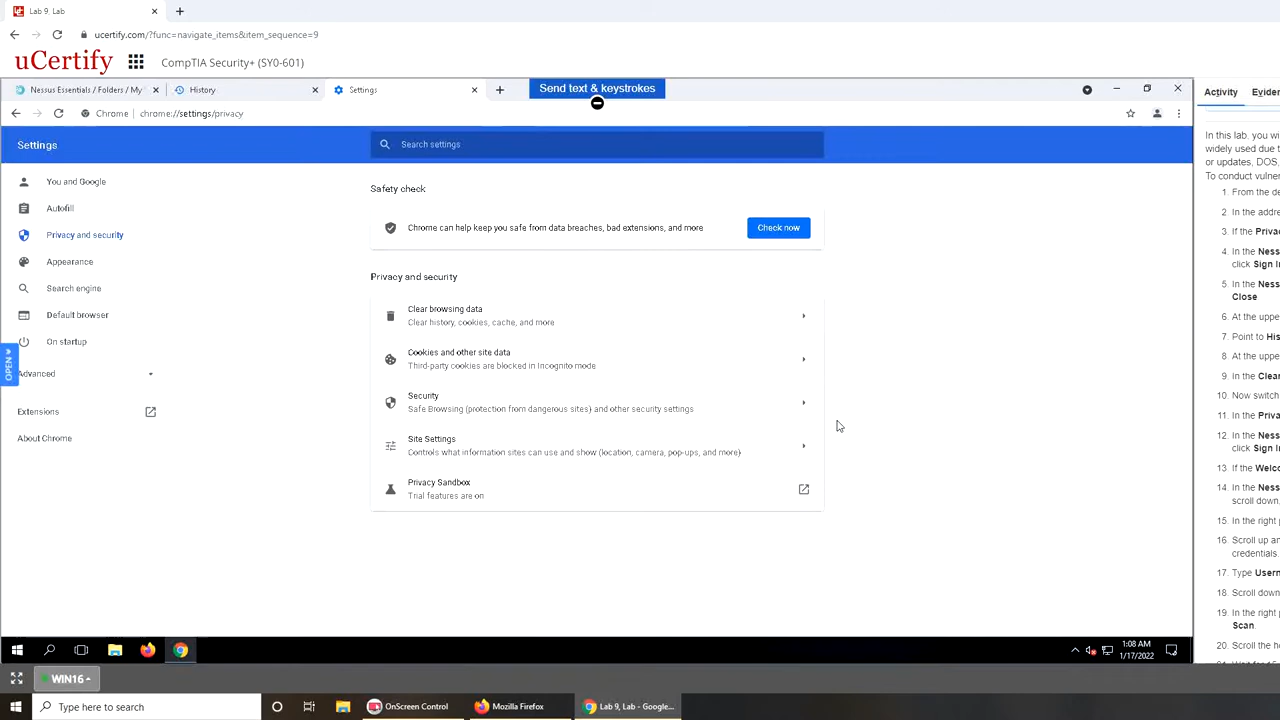 Lab 9, Lab
ucertify.com/?func=navigate_items&item_sequence=9
uCertify
CompTIA Security+ (SY0-601)
Nessus Essentials / Folders / My
History
Settings
Send text & keystrokes
Chrome
chrome://settings/privacy
Activity
Eviden
Settings
Search settings
You and Google
Autofill
Privacy and security
Appearance
Search engine
Default browser
On startup
Advanced
Extensions
About Chrome
OPEN
Safety check
Chrome can help keep you safe from data breaches, bad extensions, and more
Check now
Privacy and security
Clear browsing data
Clear history, cookies, cache, and more
Cookies and other site data
Third-party cookies are blocked in Incognito mode
Security
Safe Browsing (protection from dangerous sites) and other security settings
Site Settings
Controls what information sites can use and show (location, camera, pop-ups, and more)
Privacy Sandbox
Trial features are on
In this lab, you wi
widely used due t
or updates, DOS,
To conduct vulner
1. From the de
2. In the addre
3. If the Priva
4. In the Ness
click Sign I
5. In the Ness
Close
6. At the upper
7. Point to His
8. At the upper
9. In the Clear
10. Now switch
11. In the Priva
12. In the Ness
click Sign I
13. If the Welco
14. In the Ness
scroll down,
15. In the right p
16. Scroll up an
credentials.
17. Type Usern
18. Scroll down
19. In the right p
Scan.
20. Scroll the ho
1:08 AM
1/17/2022
WIN16
Type here to search
OnScreen Control
Mozilla Firefox
Lab 9, Lab - Google...